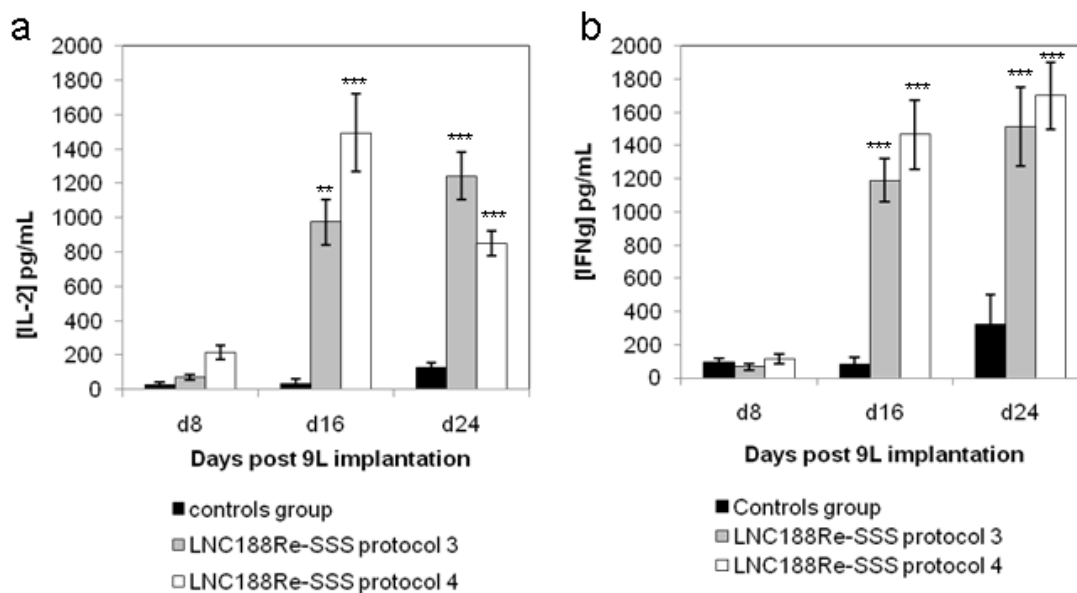 a
2000
1800
1600
1400
1200
1000
800
600
400
200
0
[IL-2] pg/mL
**
***
***
***
d8
d16
d24
Days post 9L implantation
controls group
LNC188Re-SSS protocol 3
LNC188Re-SSS protocol 4
b
2000
1800
1600
1400
1200
1000
800
600
400
200
0
[IFNg] pg/mL
***
***
***
***
d8
d16
d24
Days post 9L implantation
Controls group
LNC188Re-SSS protocol 3
LNC188Re-SSS protocol 4